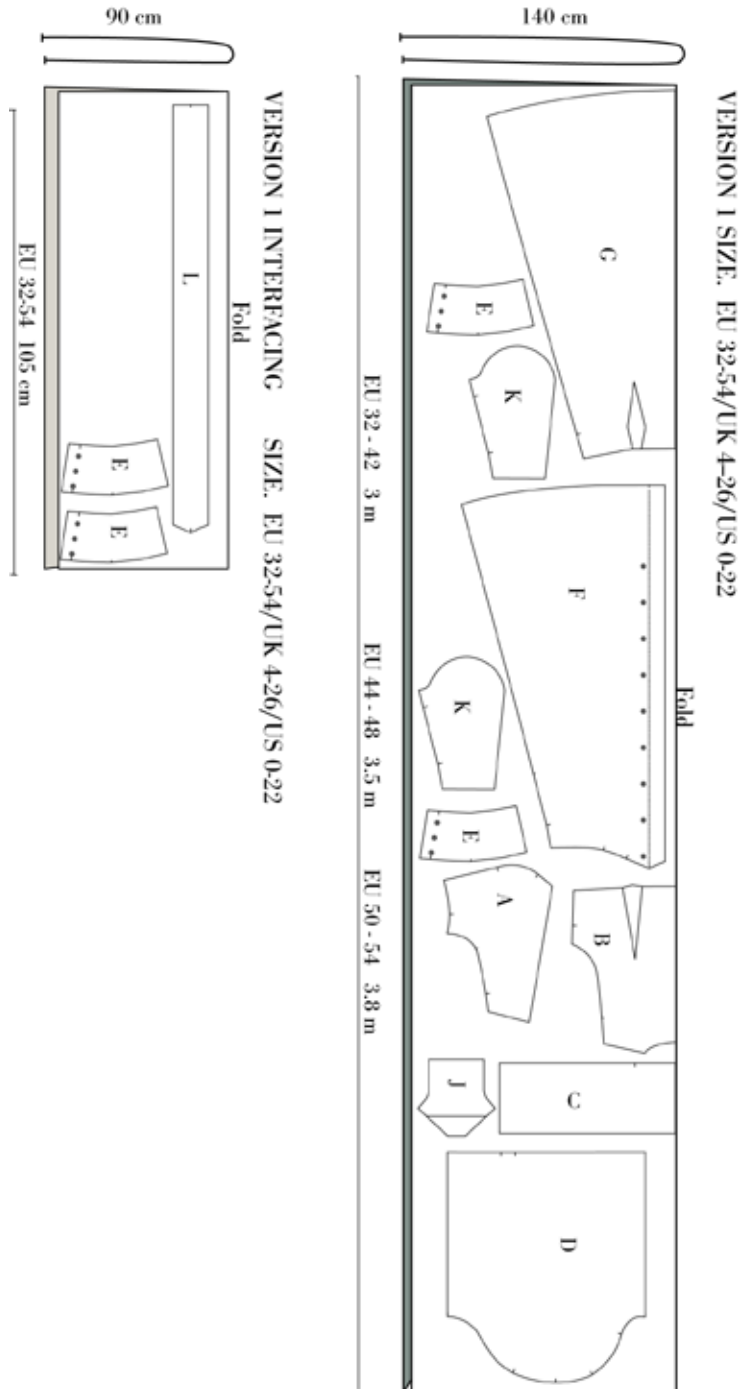 90 cm
140 cm
VERSION 1 SIZE. EU 32-54/UK 4-26/US 0-22
Fold
G
E
K
F
K
E
A
B
J
C
D
EU 32 - 42 3 m
EU 44 - 48 3.5 m
EU 50 - 54 3.8 m
VERSION 1 INTERFACING SIZE. EU 32-54/UK 4-26/US 0-22
Fold
L
E
E
EU 32-54 105 cm